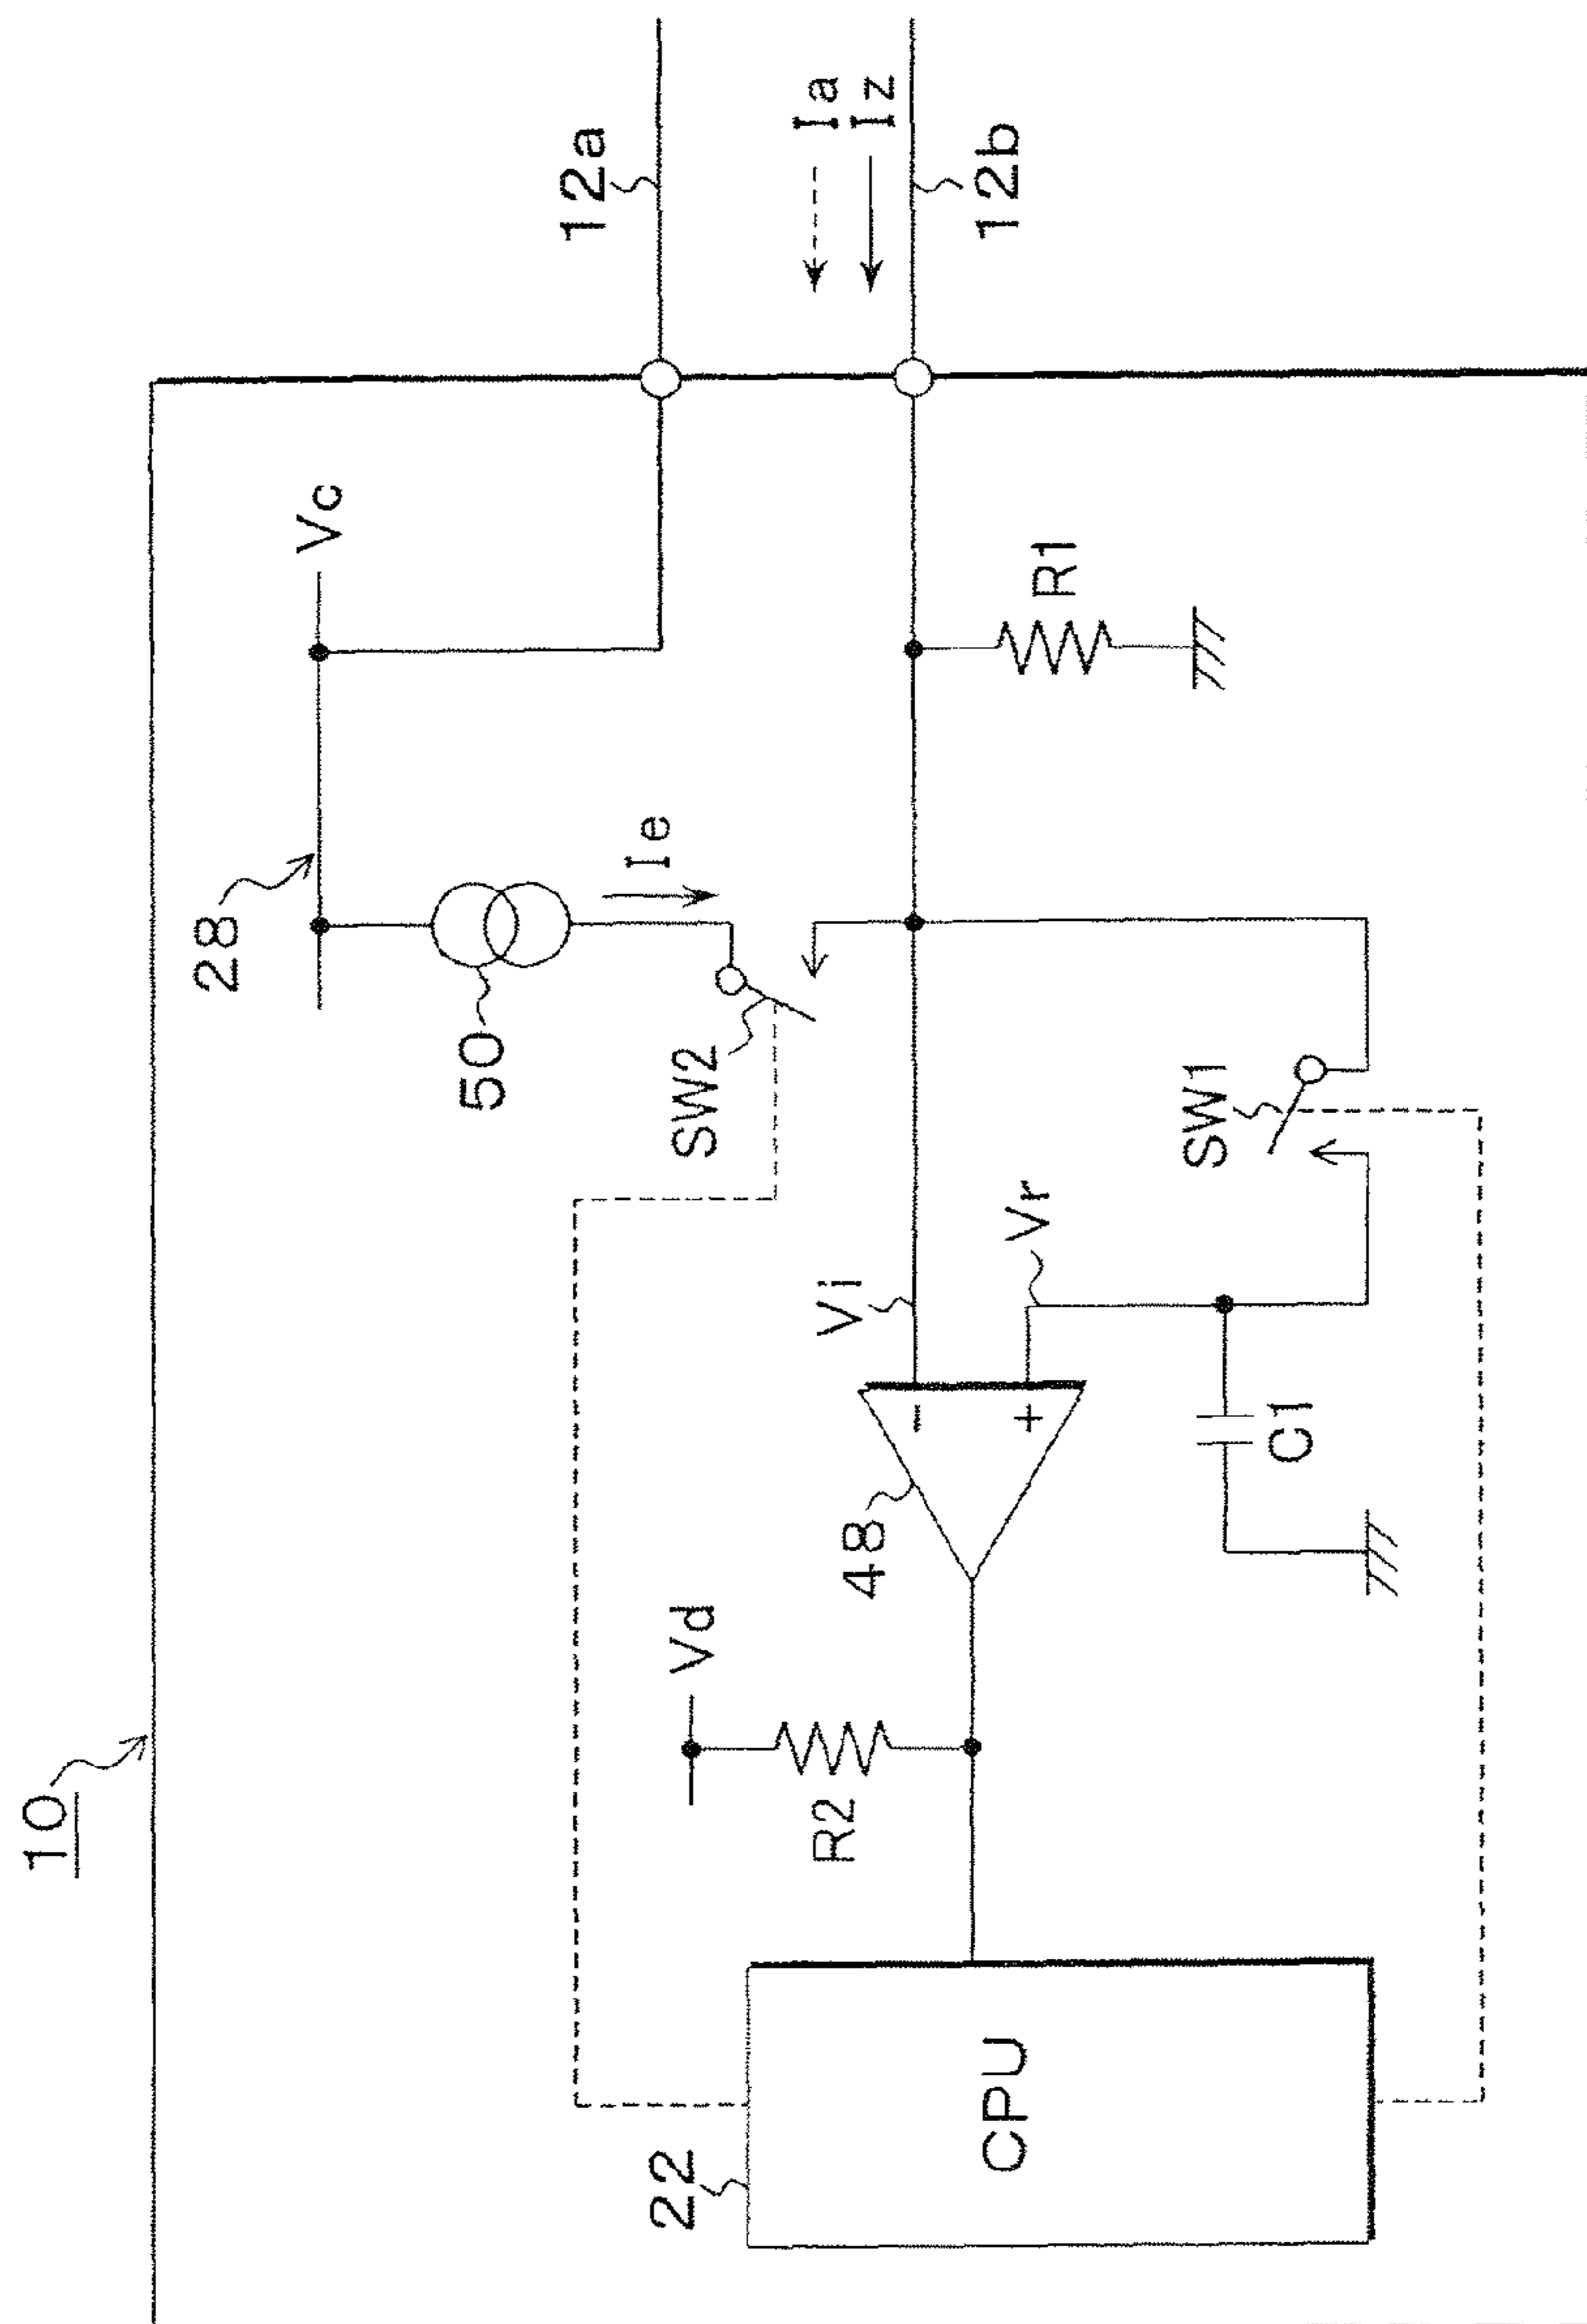 10
28
Vc
50
12a
Ie
22
Vd
SW2
Ia
R2
Vi
48
Iz
−
CPU
+
Vr
R1
12b
SW1
C1